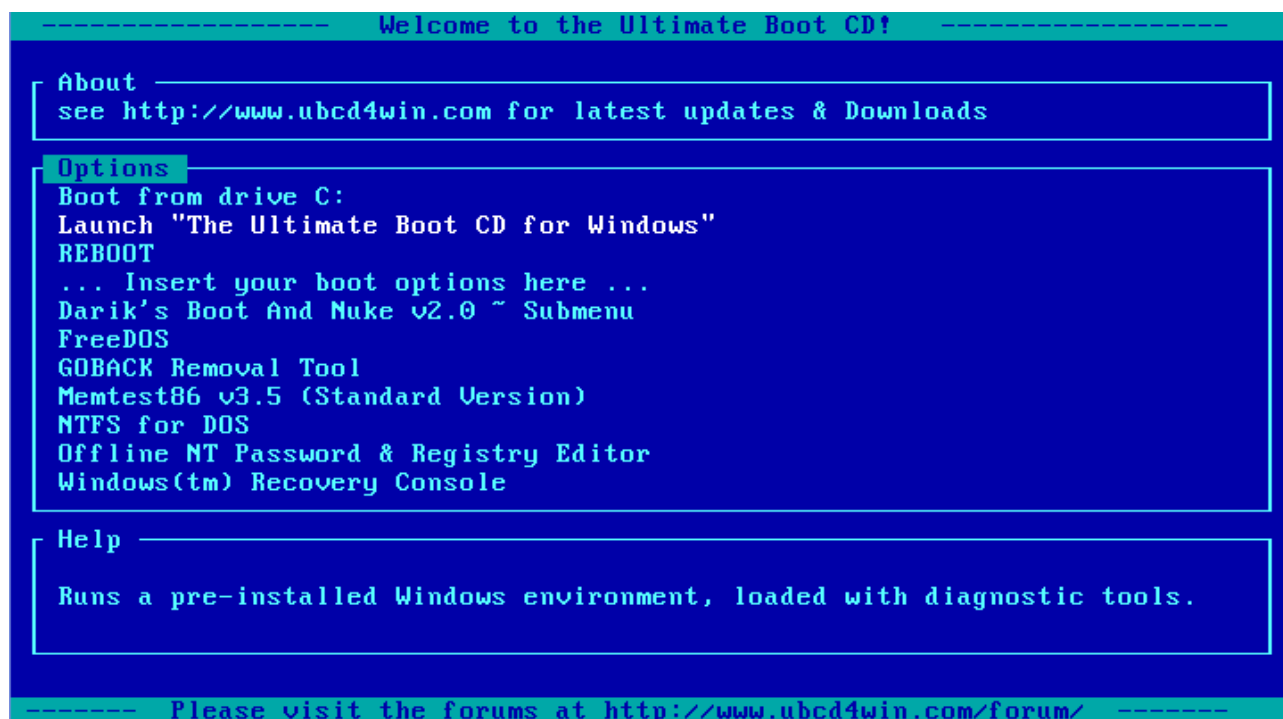 ------------------ Welcome to the Ultimate Boot CD! ------------------
About
see http://www.ubcd4win.com for latest updates & Downloads
Options
Boot from drive C:
Launch "The Ultimate Boot CD for Windows"
REBOOT
... Insert your boot options here ...
Darik's Boot And Nuke v2.0 ~ Submenu
FreeDOS
GOBACK Removal Tool
Memtest86 v3.5 (Standard Version)
NTFS for DOS
Offline NT Password & Registry Editor
Windows(tm) Recovery Console
Help
Runs a pre-installed Windows environment, loaded with diagnostic tools.
------- Please visit the forums at http://www.ubcd4win.com/forum/ -------